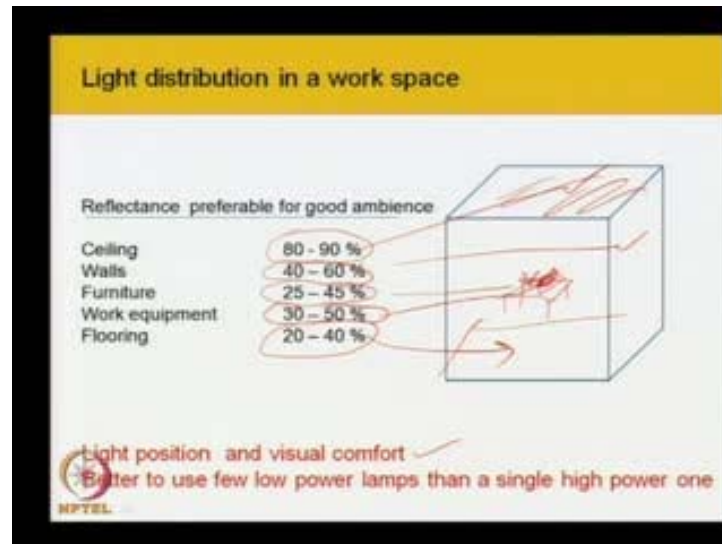 Light distribution in a work space
Reflectance preferable for good ambience
Ceiling 80 - 90 %
Walls 40 – 60 %
Furniture 25 – 45 %
Work equipment 30 – 50 %
Flooring 20 – 40 %
Light position and visual comfort
Better to use few low power lamps than a single high power one
NPTEL